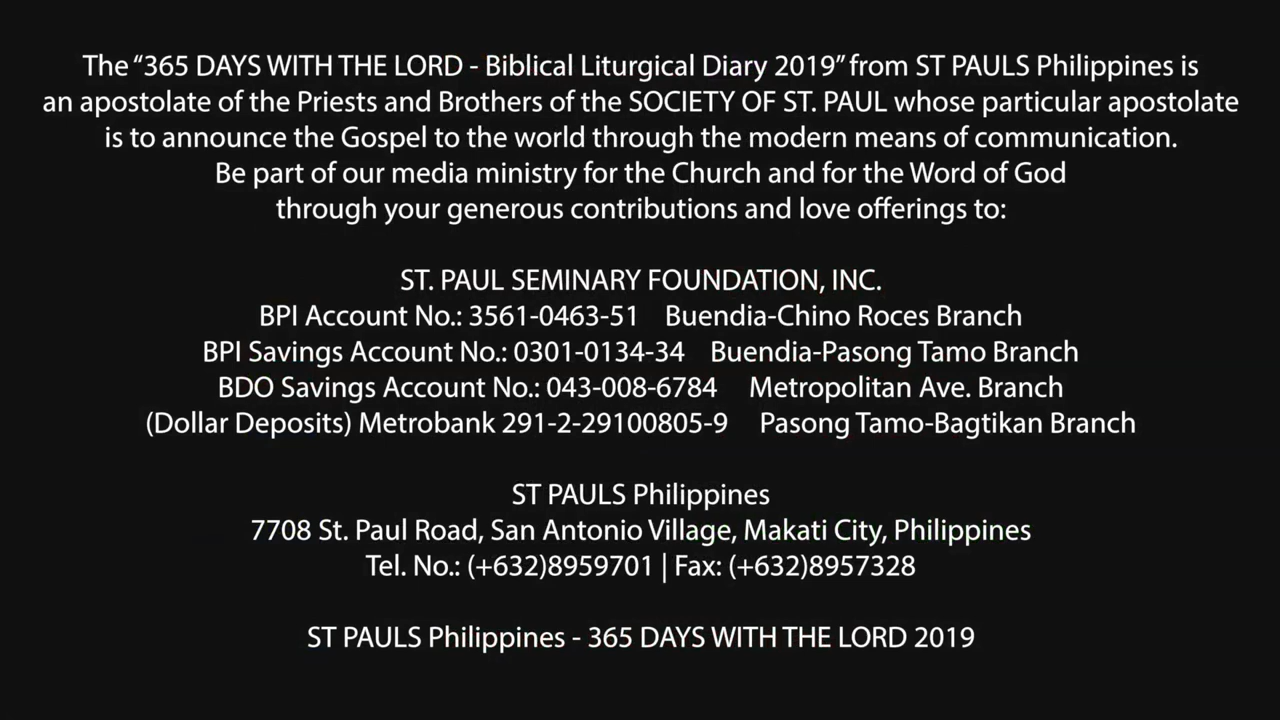 The “365 DAYS WITH THE LORD - Biblical Liturgical Diary 2019” from ST PAULS Philippines is
an apostolate of the Priests and Brothers of the SOCIETY OF ST. PAUL whose particular apostolate
is to announce the Gospel to the world through the modern means of communication.
Be part of our media ministry for the Church and for the Word of God
through your generous contributions and love offerings to:
ST. PAUL SEMINARY FOUNDATION, INC.
BPI Account No.: 3561-0463-51 Buendia-Chino Roces Branch
BPI Savings Account No.: 0301-0134-34 Buendia-Pasong Tamo Branch
BDO Savings Account No.: 043-008-6784 Metropolitan Ave. Branch
(Dollar Deposits) Metrobank 291-2-29100805-9 Pasong Tamo-Bagtikan Branch
ST PAULS Philippines
7708 St. Paul Road, San Antonio Village, Makati City, Philippines
Tel. No.: (+632)8959701 | Fax: (+632)8957328
ST PAULS Philippines - 365 DAYS WITH THE LORD 2019